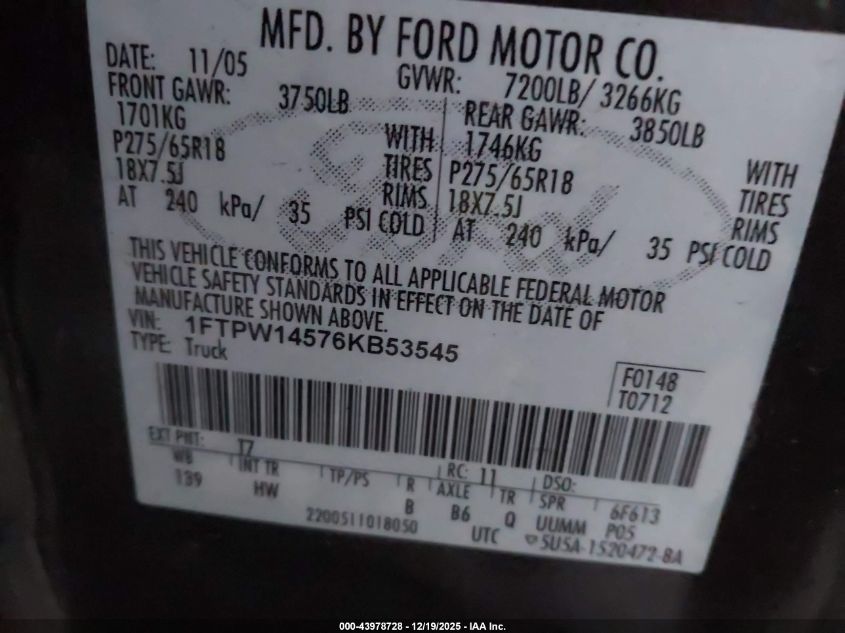 MFD. BY FORD MOTOR CO.
DATE: 11/05 GVWR: 7200LB/ 3266KG
FRONT GAWR: 3750LB REAR GAWR: 3850LB
1701KG WITH 1746KG WITH
P275/65R18 TIRES P275/65R18 TIRES
18X7.5J RIMS 18X7.5J RIMS
AT 240 kPa/ 35 PSI COLD AT 240 kPa/ 35 PSI COLD
THIS VEHICLE CONFORMS TO ALL APPLICABLE FEDERAL MOTOR
VEHICLE SAFETY STANDARDS IN EFFECT ON THE DATE OF
MANUFACTURE SHOWN ABOVE.
VIN: 1FTPW14576KB53545
TYPE: Truck
F0148
T0712
EXT PNT: T7 RC: 11 DSO:
WB INT TR TP/PS R AXLE TR SPR 6F613
139 HW B B6 Q UUMM P05
2200511018050 UTC 5USA-1520472-BA
000-43978728 - 12/19/2025 - IAA Inc.